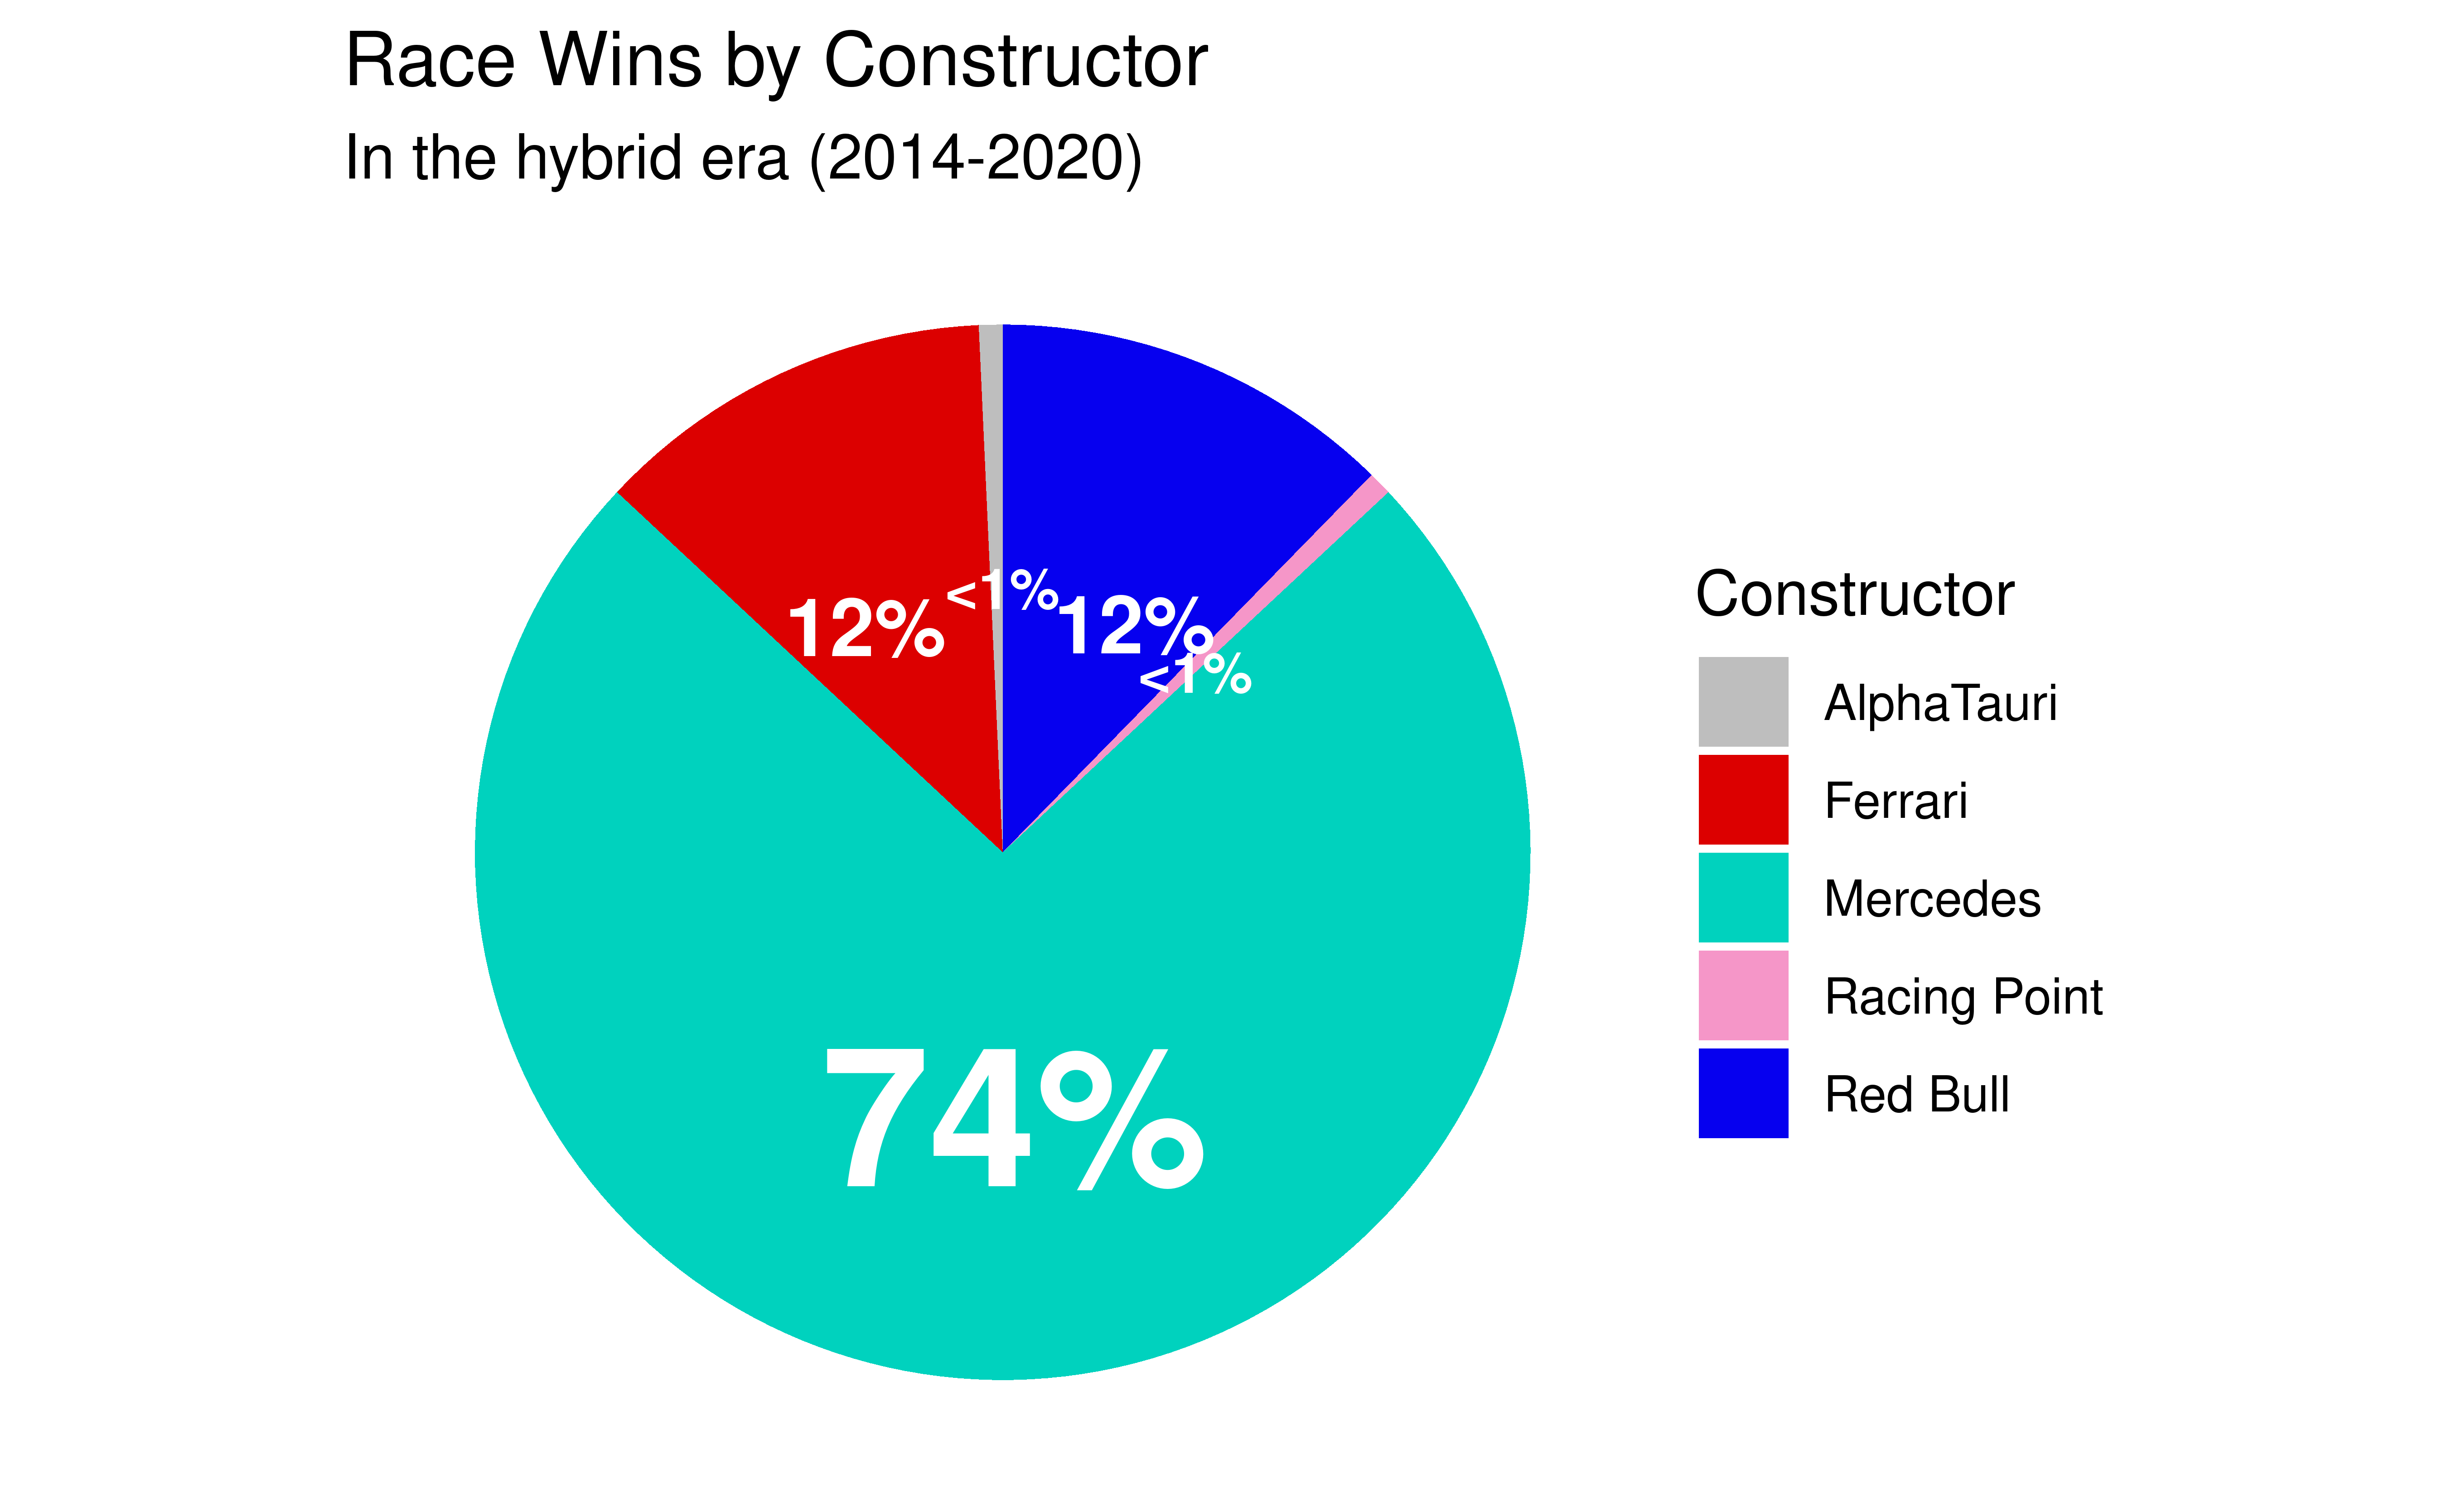 Race Wins by Constructor
In the hybrid era (2014-2020)
<1%
12%
12%
<1%
74%
Constructor
AlphaTauri
Ferrari
Mercedes
Racing Point
Red Bull